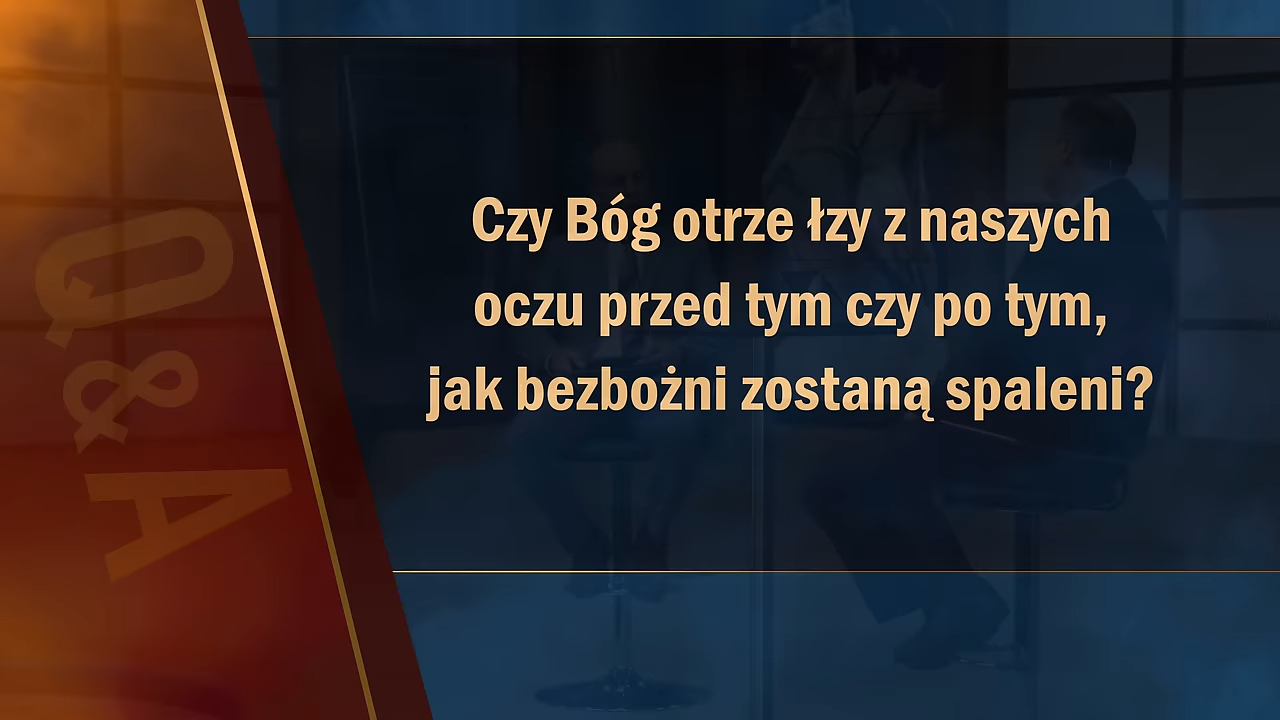 Q&A
Czy Bóg otrze łzy z naszych
oczu przed tym czy po tym,
jak bezbożni zostaną spaleni?